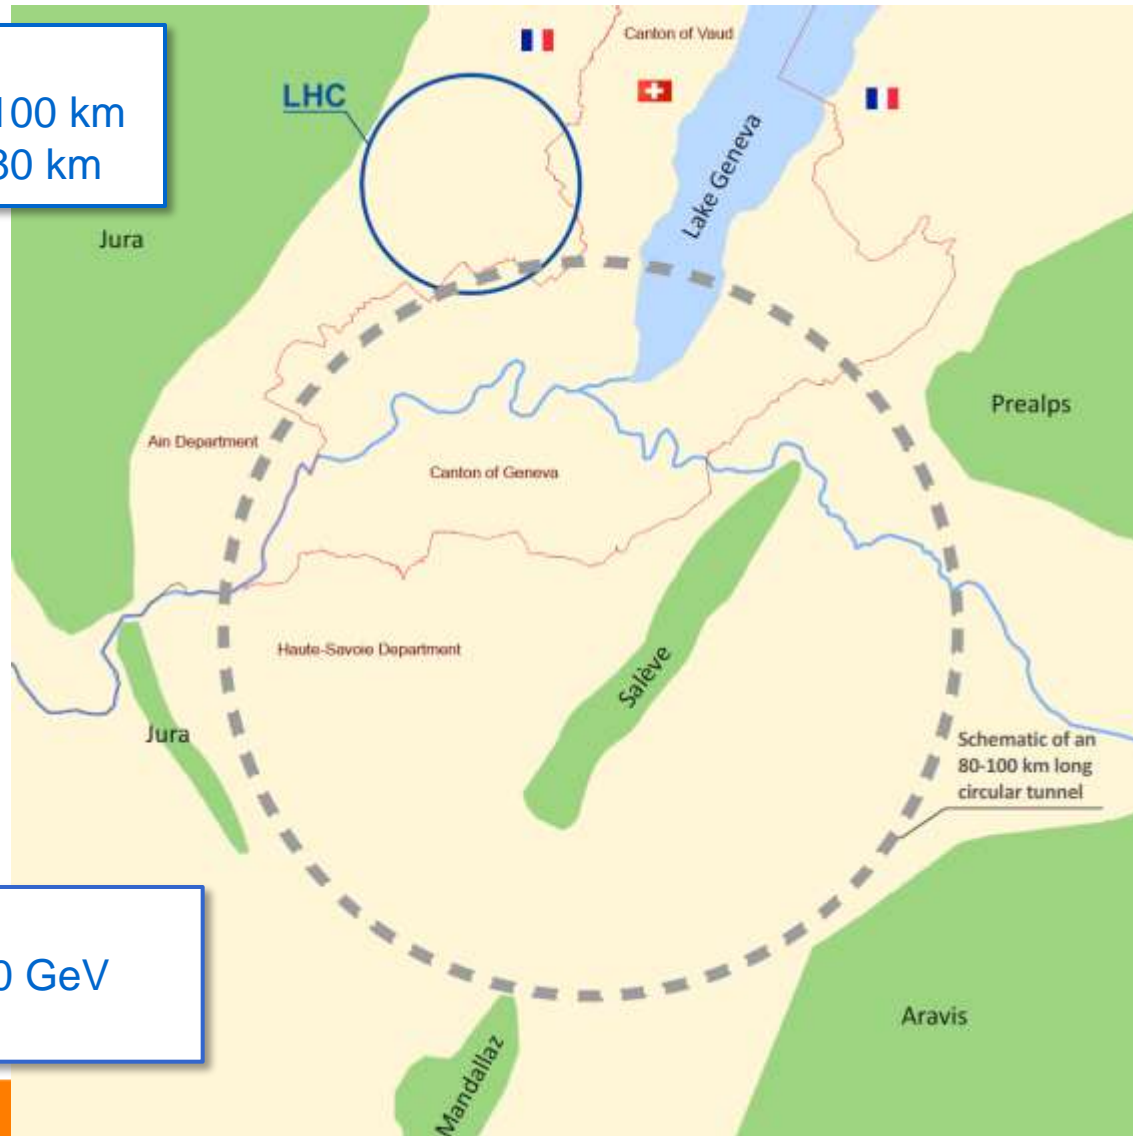 100 km
80 km
LHC
Canton of Vaud
Lake Geneva
Jura
Prealps
Ain Department
Canton of Geneva
Haute-Savoie Department
Salève
Jura
Schematic of an
80-100 km long
circular tunnel
0 GeV
Aravis
Mandallaz